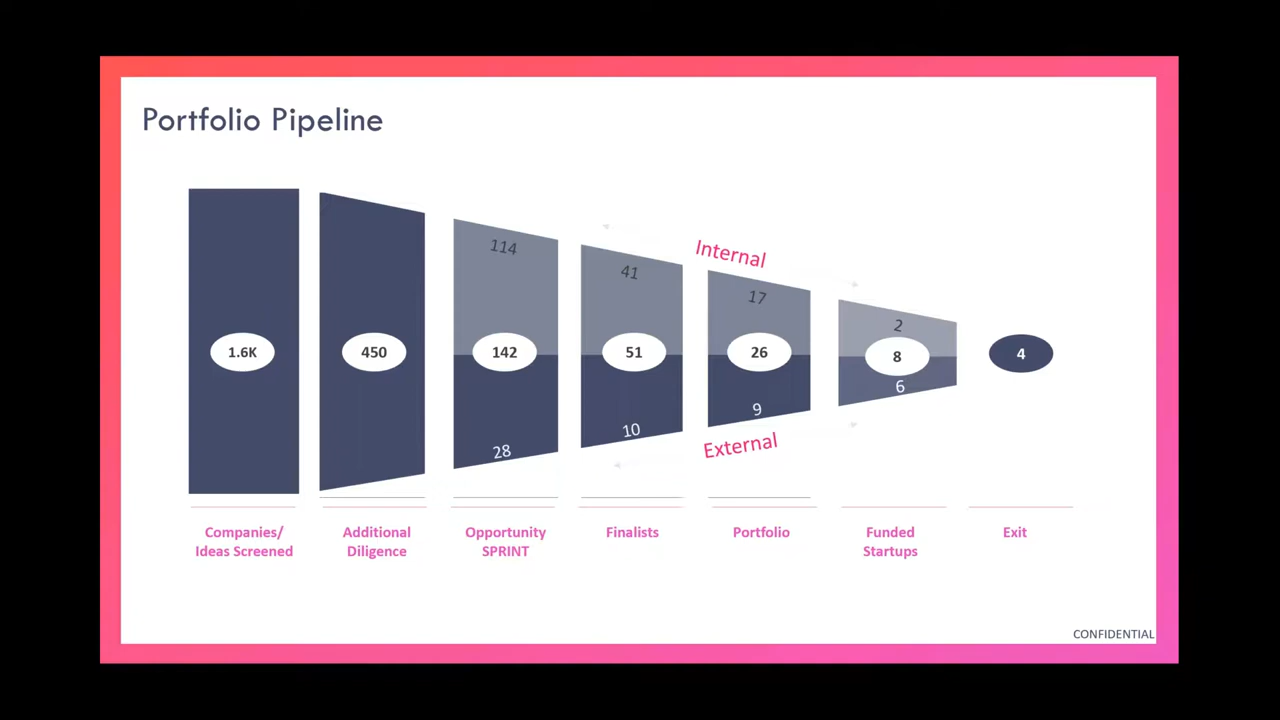 Portfolio Pipeline
Internal
114
41
17
2
1.6K
450
142
51
26
8
4
28
10
9
6
External
Companies/
Ideas Screened
Additional
Diligence
Opportunity
SPRINT
Finalists
Portfolio
Funded
Startups
Exit
CONFIDENTIAL